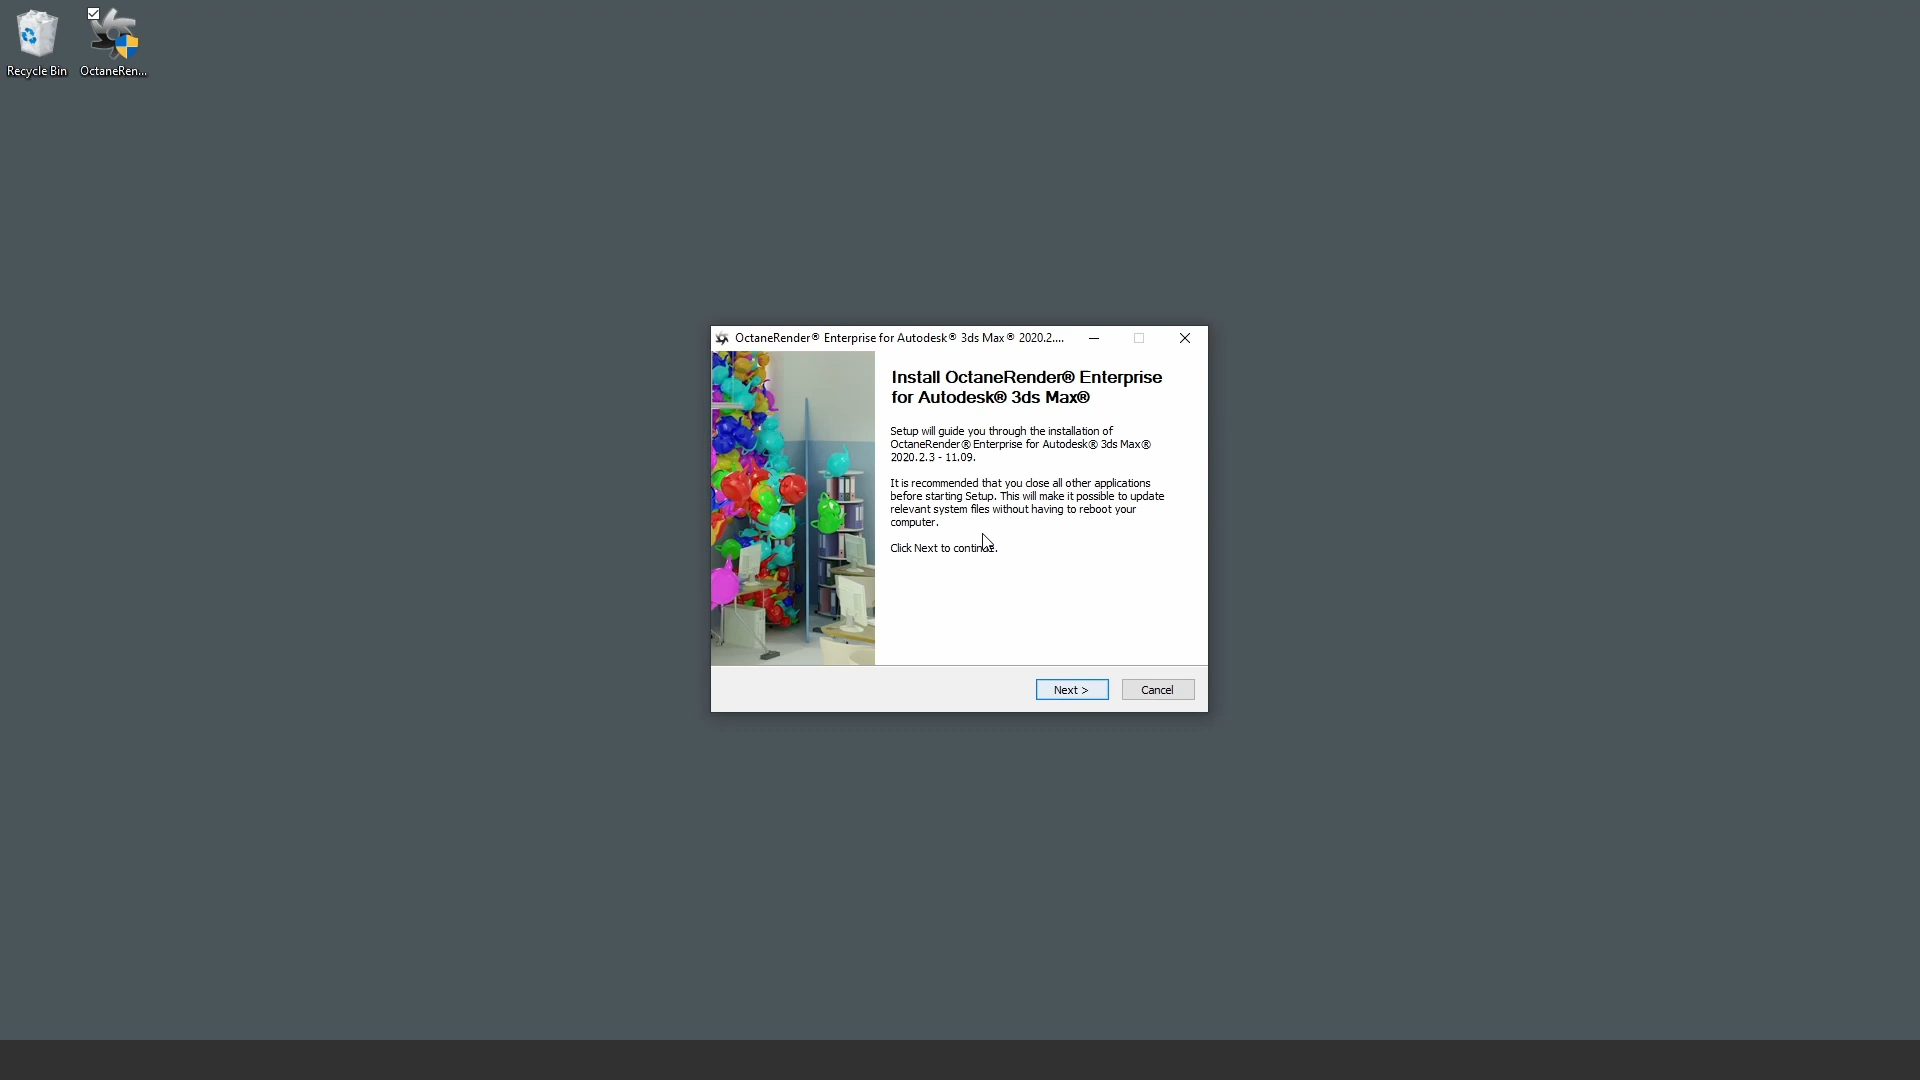 Recycle Bin
OctaneRen...
OctaneRender® Enterprise for Autodesk® 3ds Max® 2020.2....
Install OctaneRender® Enterprise
for Autodesk® 3ds Max®
Setup will guide you through the installation of
OctaneRender® Enterprise for Autodesk® 3ds Max®
2020.2.3 - 11.09.
It is recommended that you close all other applications
before starting Setup. This will make it possible to update
relevant system files without having to reboot your
computer.
Click Next to continue.
Next >
Cancel